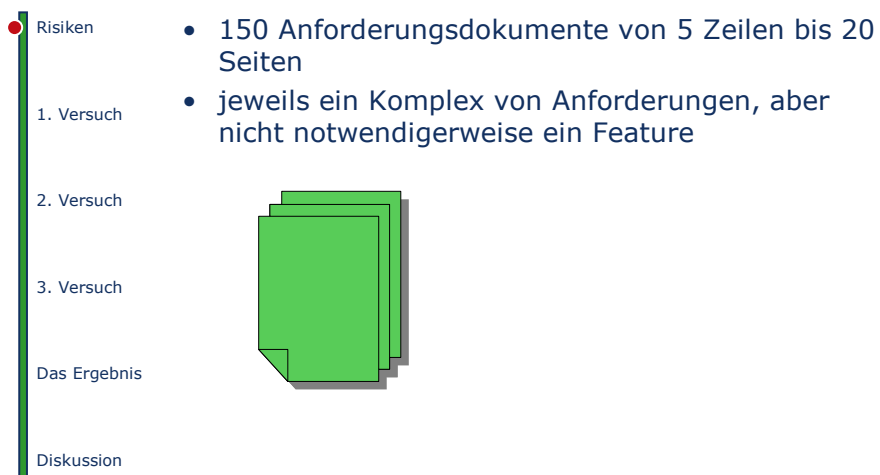 Risiken
1. Versuch
2. Versuch
3. Versuch
Das Ergebnis
Diskussion
• 150 Anforderungsdokumente von 5 Zeilen bis 20
Seiten
• jeweils ein Komplex von Anforderungen, aber
nicht notwendigerweise ein Feature